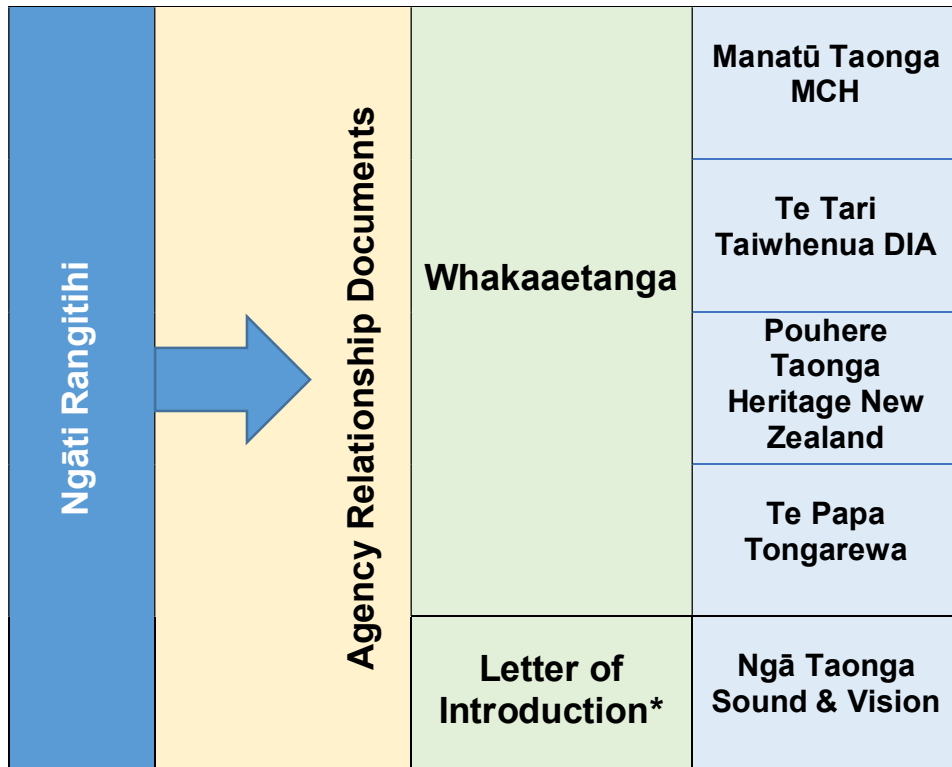 Ngāti Rangitihi
Agency Relationship Documents
Whakaaetanga
Manatū Taonga
MCH
Te Tari
Taiwhenua DIA
Pouhere
Taonga
Heritage New
Zealand
Te Papa
Tongarewa
Letter of
Introduction*
Ngā Taonga
Sound & Vision